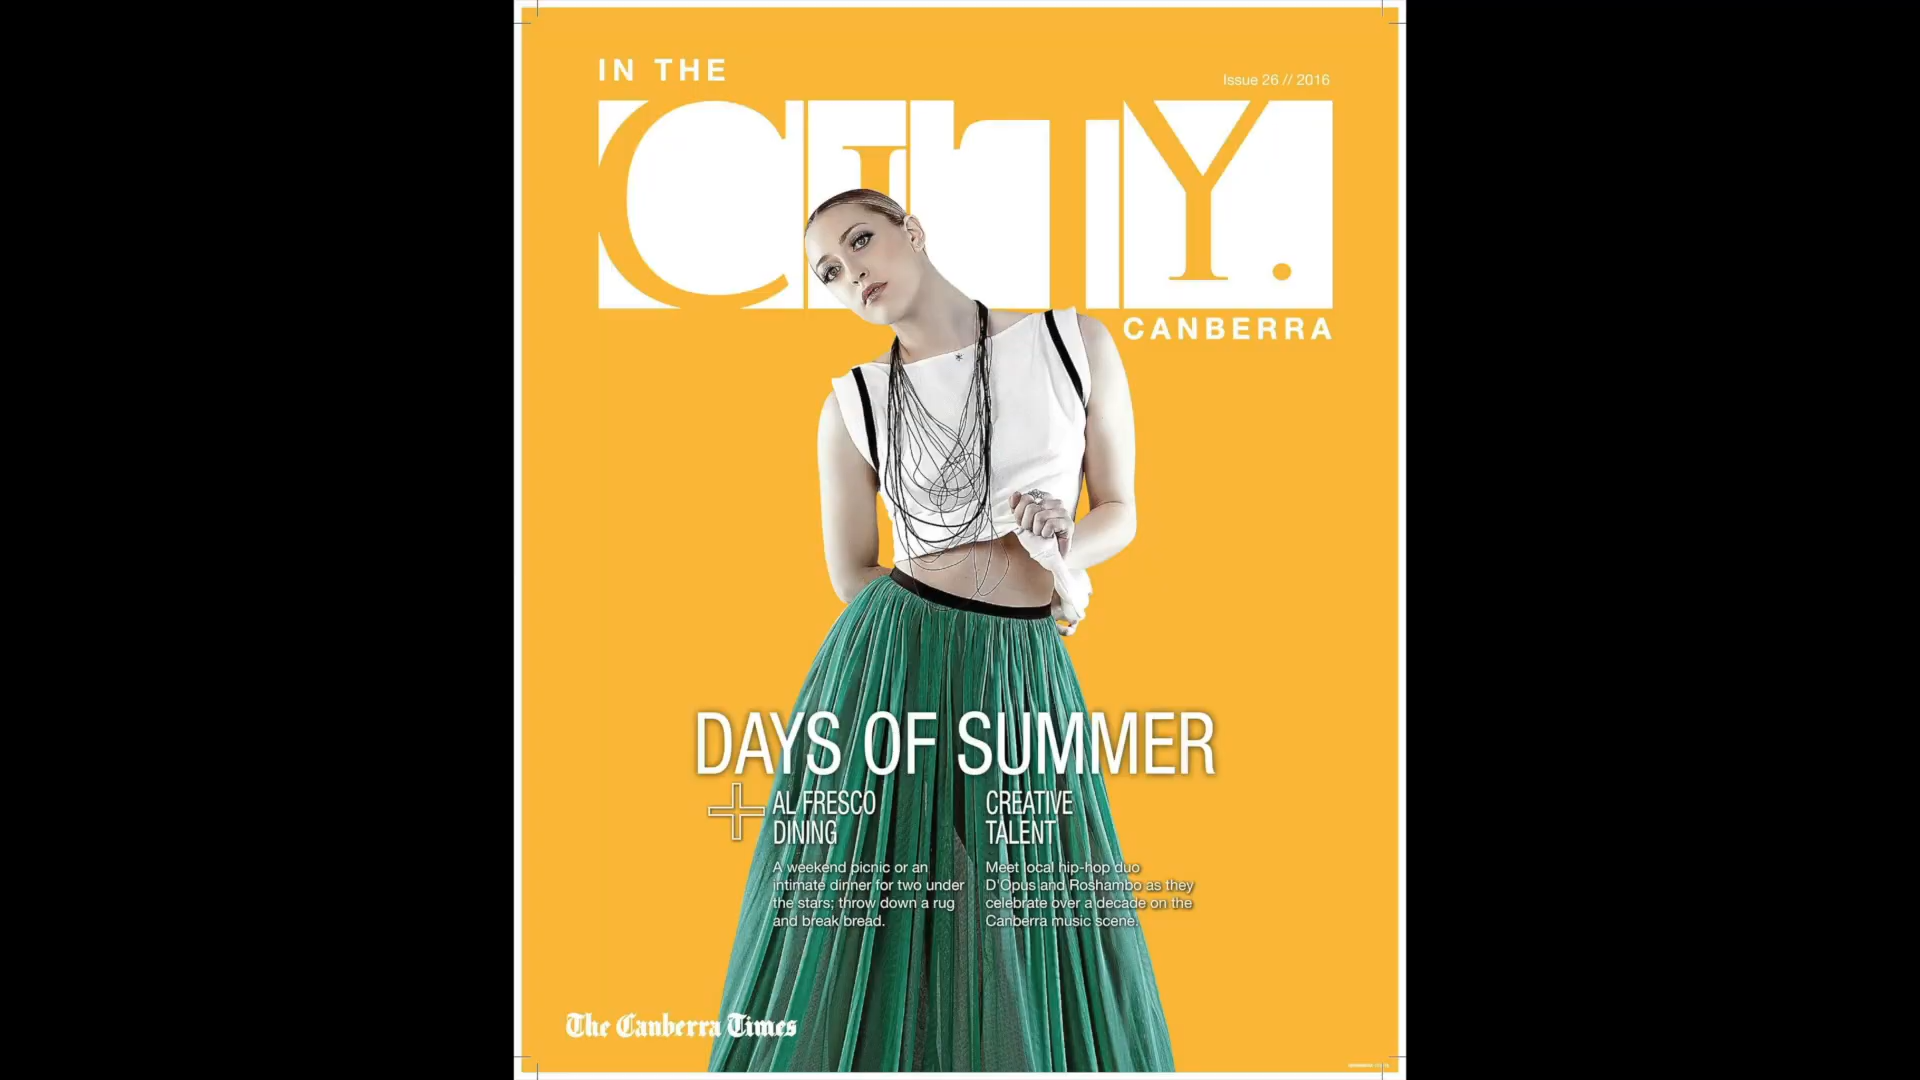 IN THE
Issue 26 // 2016
CITY.
CANBERRA
DAYS OF SUMMER
AL FRESCO
DINING
A weekend picnic or an
intimate dinner for two under
the stars; throw down a rug
and break bread.
CREATIVE
TALENT
Meet local hip-hop duo
D'Opus and Roshambo as they
celebrate over a decade on the
Canberra music scene.
The Canberra Times